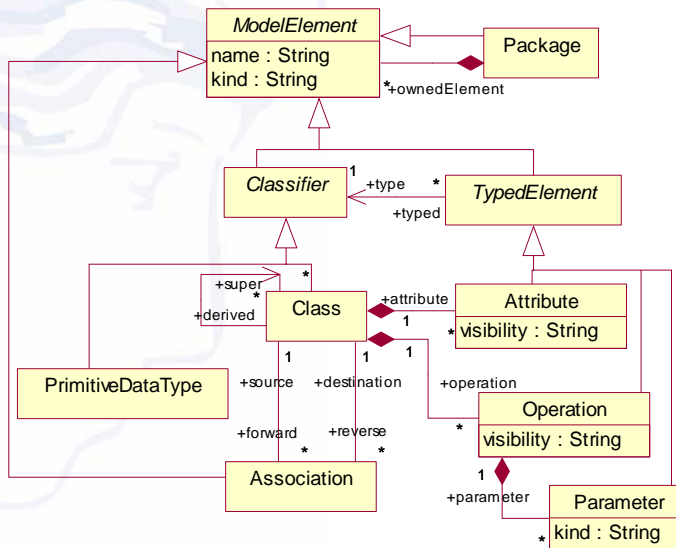 ModelElement
name : String
kind : String
Package
*
+ownedElement
Classifier
1
+type
*
+typed
TypedElement
+super
*
*
+derived
Class
+attribute
1
*
Attribute
visibility : String
PrimitiveDataType
1
1
1
+source
+destination
+operation
*
Operation
visibility : String
+forward
*
+reverse
*
Association
1
+parameter
*
Parameter
kind : String